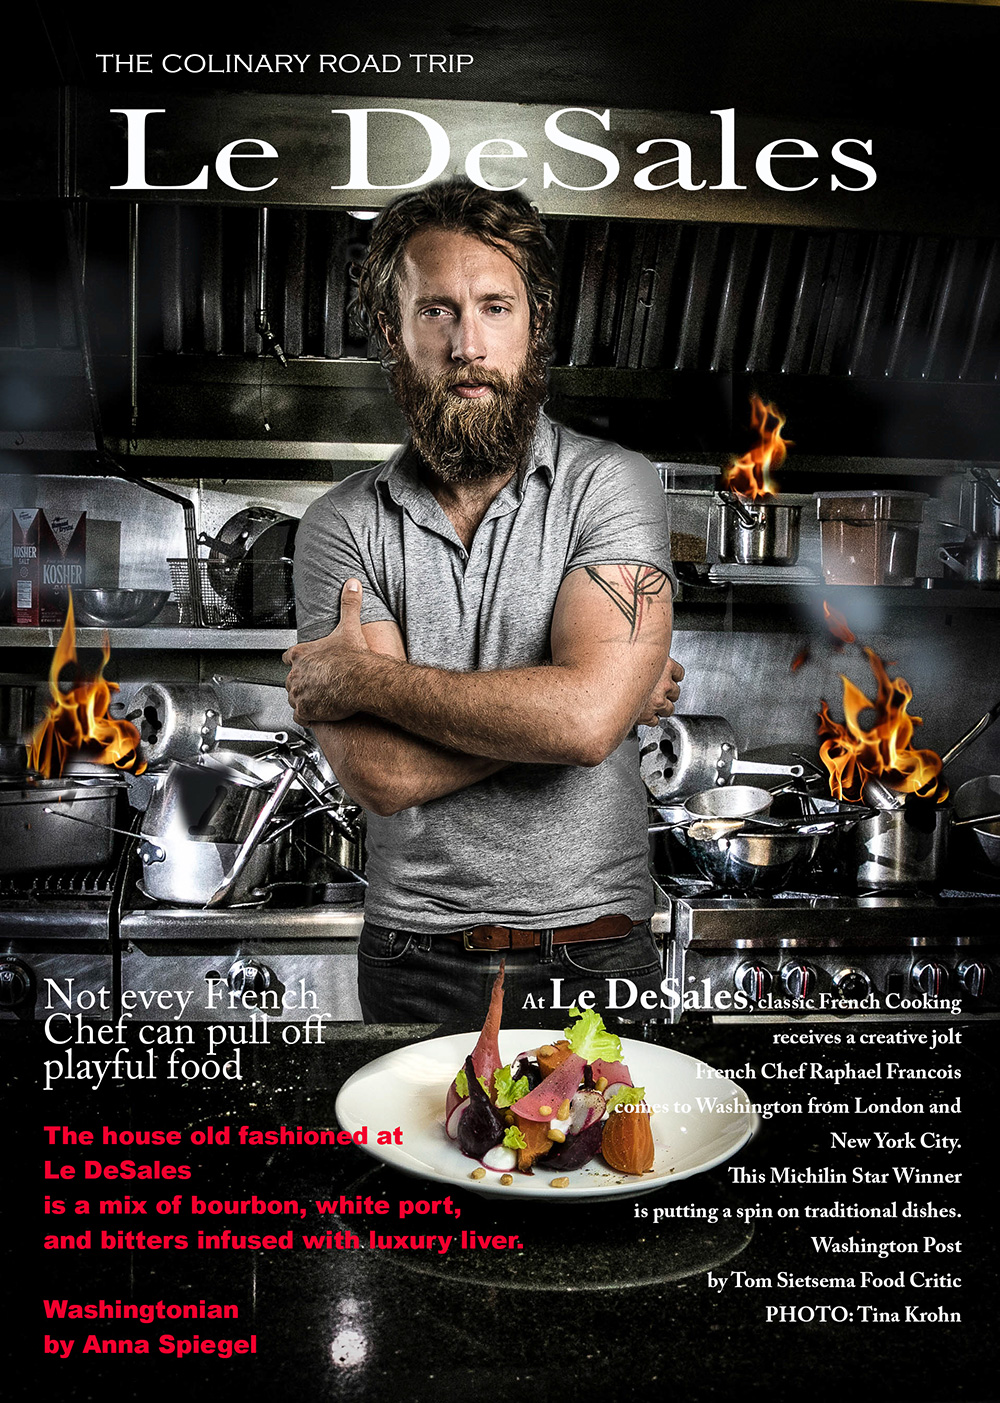 THE COLINARY ROAD TRIP
Le DeSales
KOSHER
SALT
KOSHER
Not evey French
Chef can pull off
playful food
The house old fashioned at
Le DeSales
is a mix of bourbon, white port,
and bitters infused with luxury liver.
Washingtonian
by Anna Spiegel
At Le DeSales, classic French Cooking
receives a creative jolt
French Chef Raphael Francois
comes to Washington from London and
New York City.
This Michilin Star Winner
is putting a spin on traditional dishes.
Washington Post
by Tom Sietsema Food Critic
PHOTO: Tina Krohn